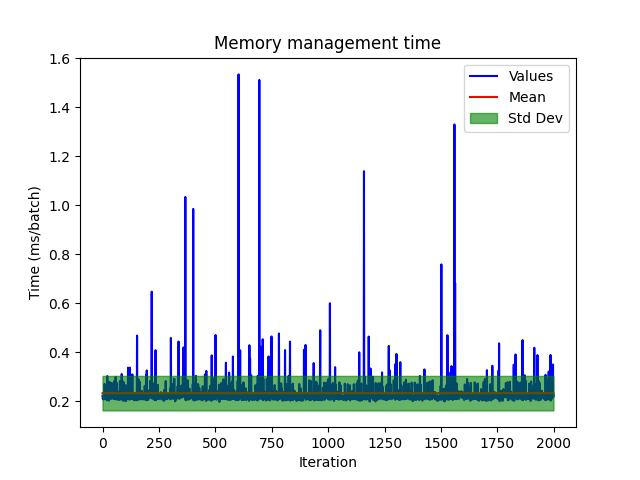 Memory management time
1.6
1.4
1.2
1.0
0.8
0.6
0.4
0.2
Time (ms/batch)
Values
Mean
Std Dev
0 250 500 750 1000 1250 1500 1750 2000
Iteration